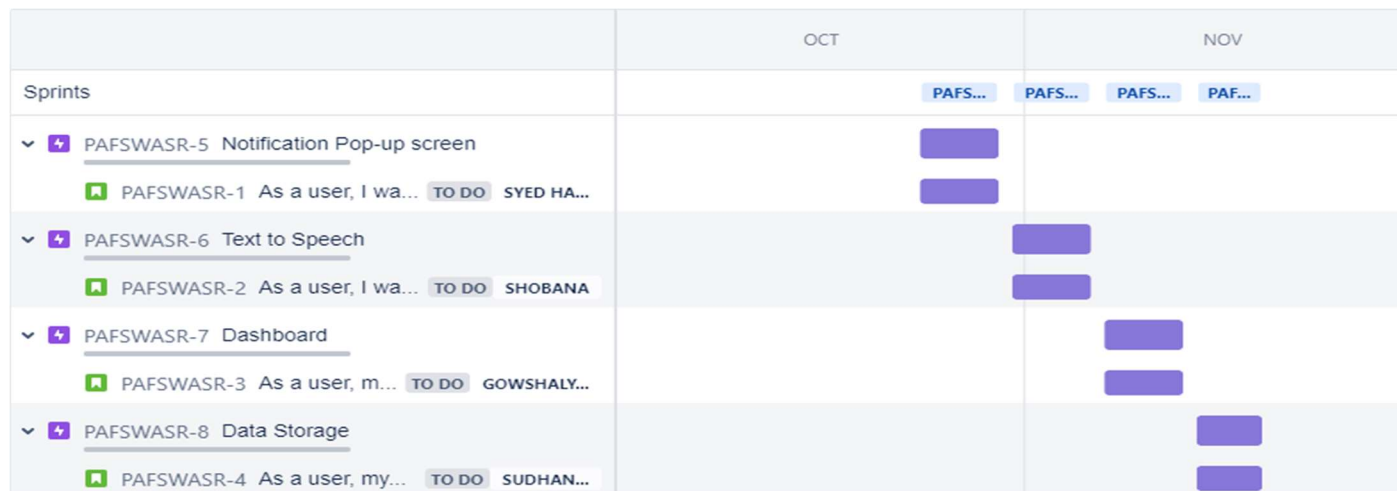 OCT NOV
Sprints PAFS... PAFS... PAFS... PAF...
PAFSWASR-5 Notification Pop-up screen
PAFSWASR-1 As a user, I wa... TO DO SYED HA...
PAFSWASR-6 Text to Speech
PAFSWASR-2 As a user, I wa... TO DO SHOBANA
PAFSWASR-7 Dashboard
PAFSWASR-3 As a user, m... TO DO GOWSHALY...
PAFSWASR-8 Data Storage
PAFSWASR-4 As a user, my... TO DO SUDHAN...